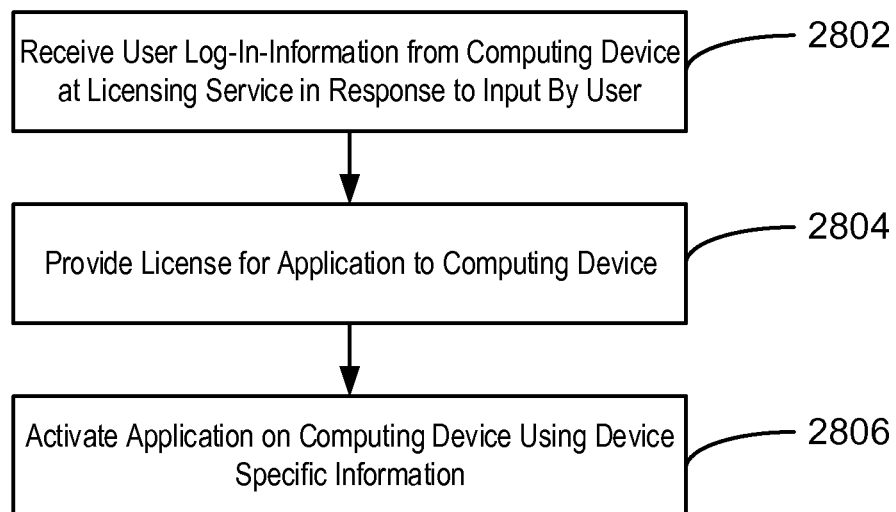 Receive User Log-In-Information from Computing Device
at Licensing Service in Response to Input By User
2802
Provide License for Application to Computing Device
2804
Activate Application on Computing Device Using Device
Specific Information
2806